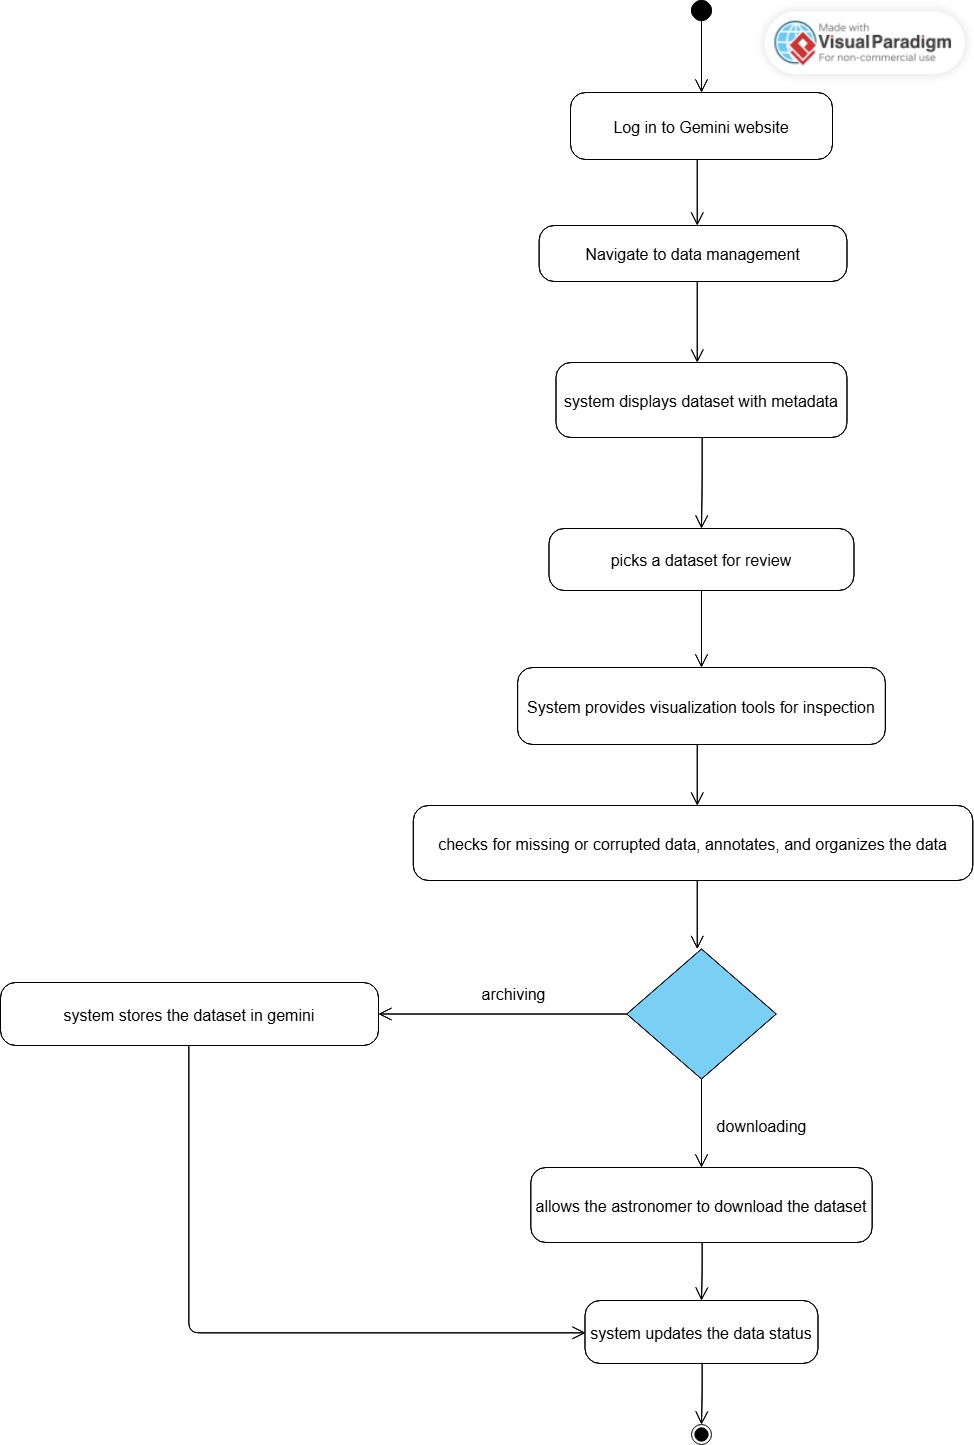 Made with
Visual Paradigm
For non-commercial use
Log in to Gemini website
Navigate to data management
system displays dataset with metadata
picks a dataset for review
System provides visualization tools for inspection
checks for missing or corrupted data, annotates, and organizes the data
archiving
system stores the dataset in gemini
downloading
allows the astronomer to download the dataset
system updates the data status